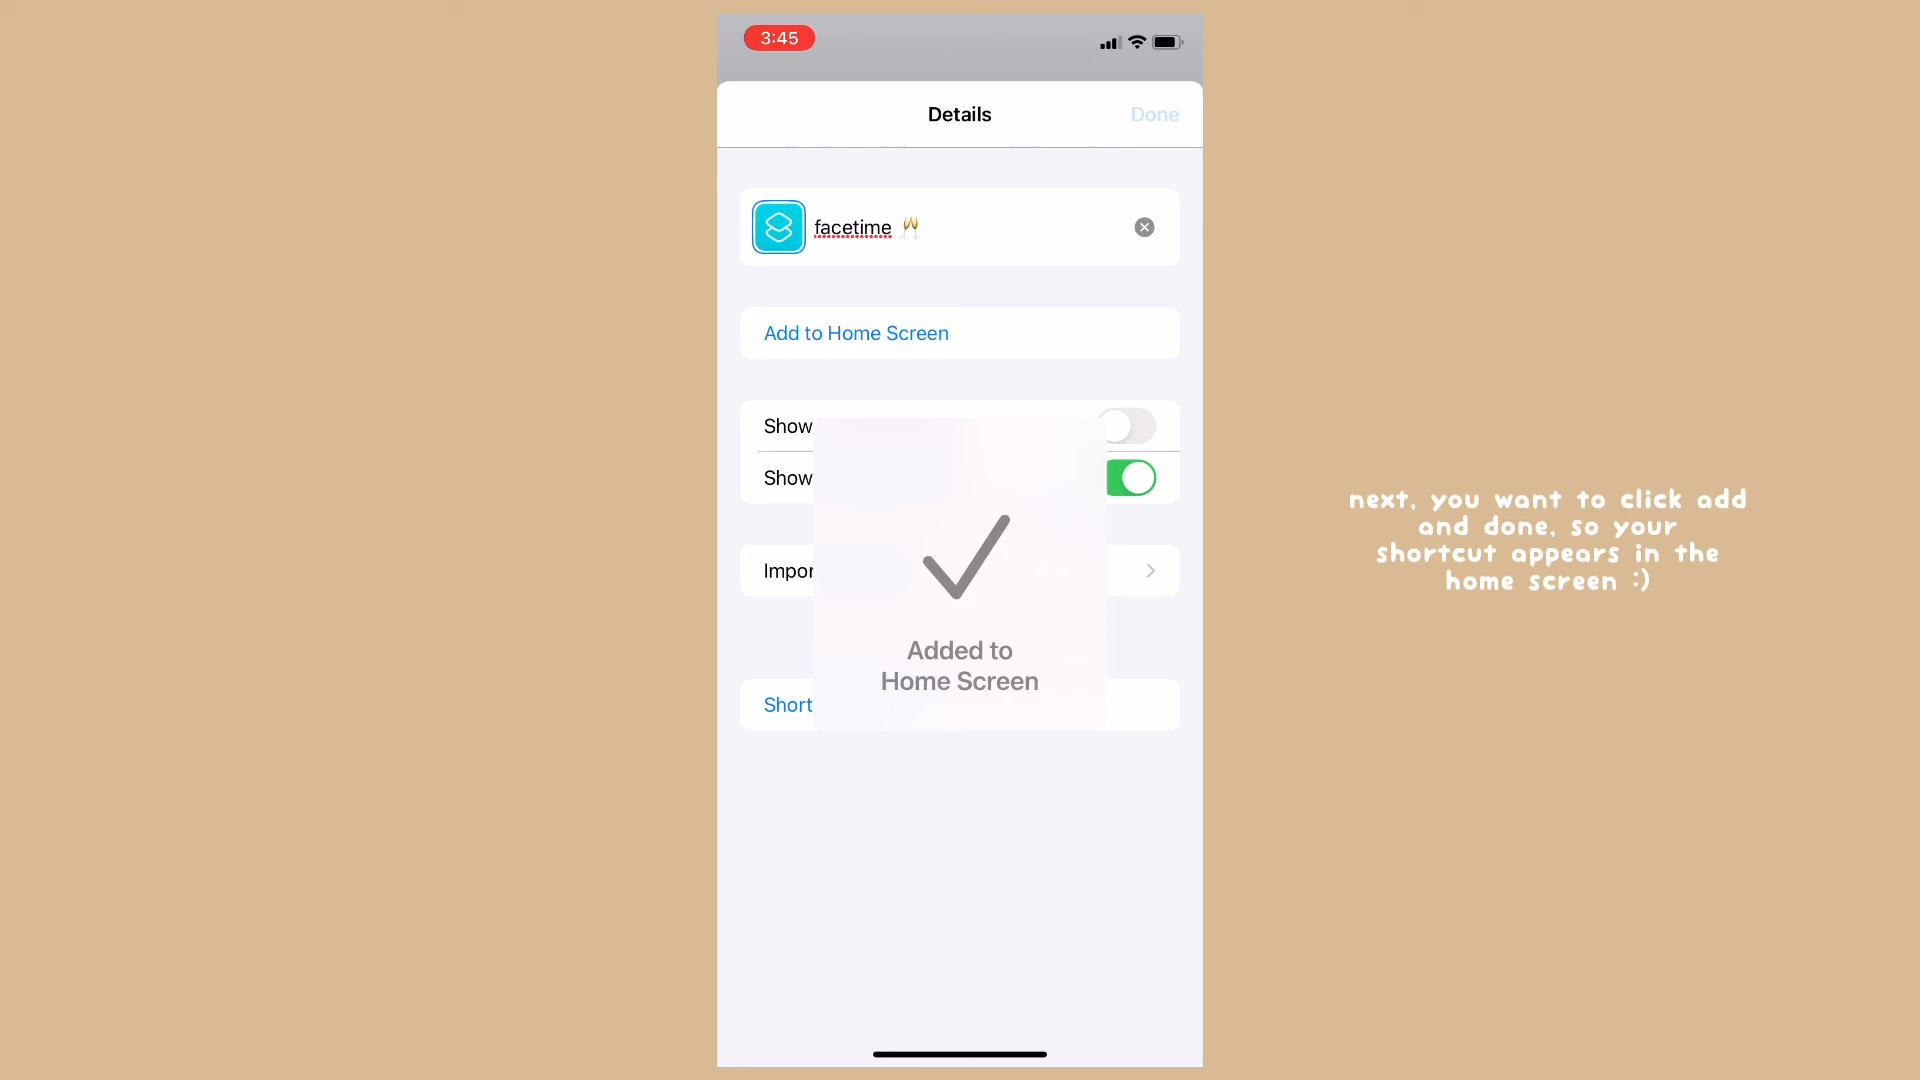 3:45
Details
Done
facetime 🥂
Add to Home Screen
Show
Show
Impor
Added to
Home Screen
Short
next, you want to click add
and done, so your
shortcut appears in the
home screen :)